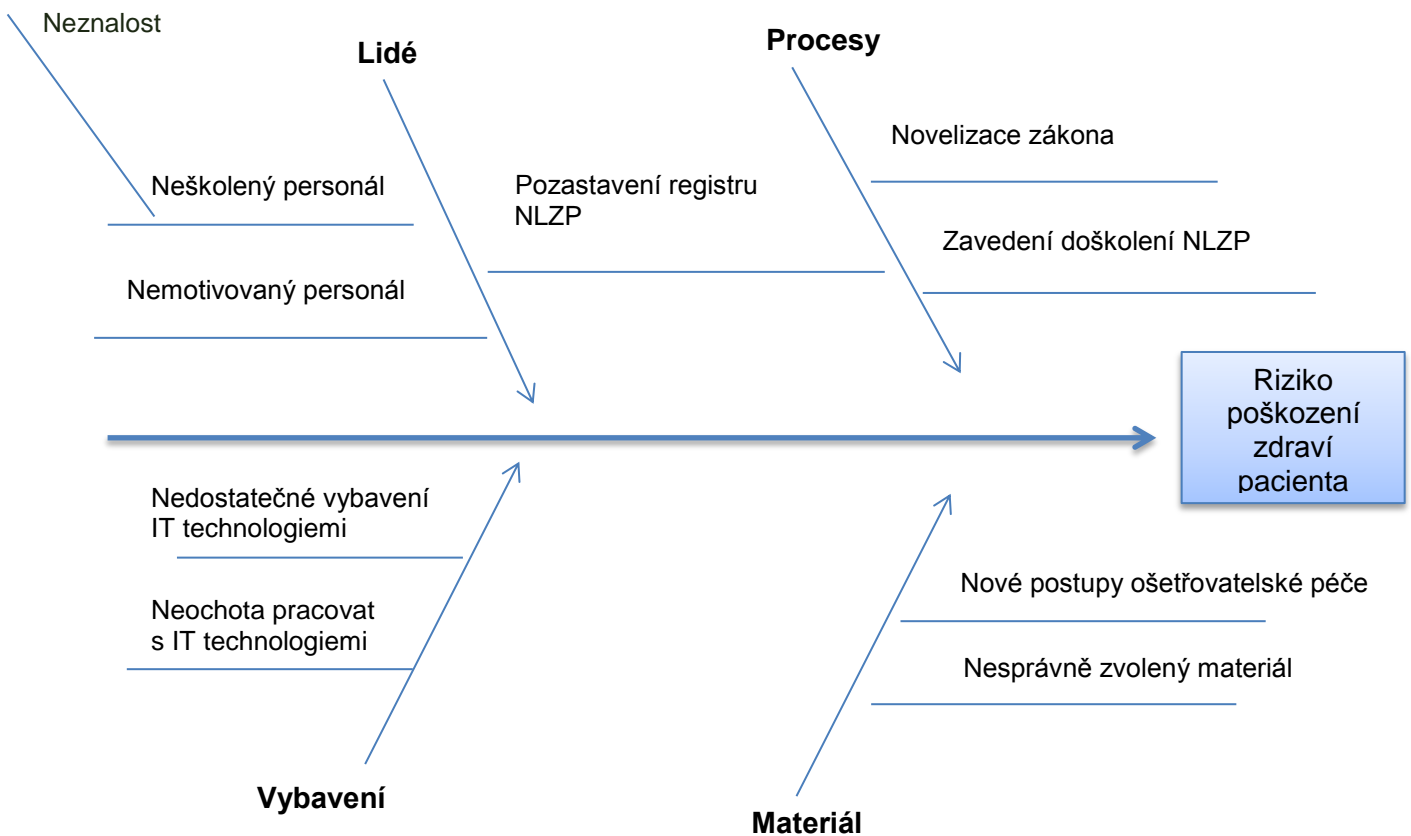 Neznalost
Lidé
Procesy
Novelizace zákona
Neškolený personál
Pozastavení registru
NLZP
Zavedení doškolení NLZP
Nemotivovaný personál
Riziko
poškození
zdraví
pacienta
Nedostatečné vybavení
IT technologiemi
Neochota pracovat
s IT technologiemi
Nové postupy ošetřovatelské péče
Nesprávně zvolený materiál
Vybavení
Materiál